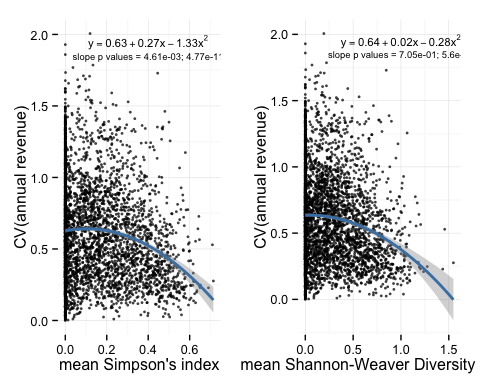 y = 0.63 + 0.27x − 1.33x²
slope p values = 4.61e-03; 4.77e-11
2.0
1.5
1.0
0.5
0.0
CV(annual revenue)
0.0 0.2 0.4 0.6
mean Simpson's index
y = 0.64 + 0.02x − 0.28x²
slope p values = 7.05e-01; 5.6e-
2.0
1.5
1.0
0.5
0.0
CV(annual revenue)
0.0 0.5 1.0 1.5
mean Shannon-Weaver Diversity